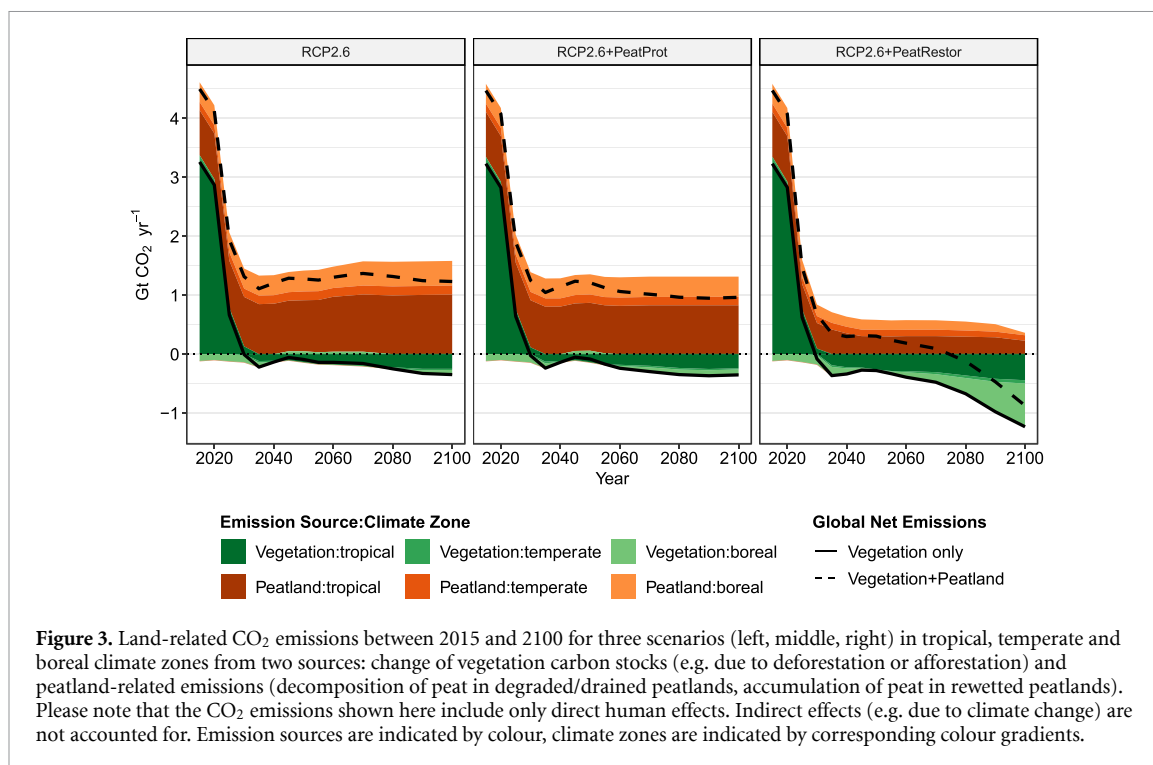 RCP2.6
RCP2.6+PeatProt
RCP2.6+PeatRestor
Gt CO₂ yr⁻¹
4
3
2
1
0
−1
2020 2040 2060 2080 2100
2020 2040 2060 2080 2100
2020 2040 2060 2080 2100
Year
Emission Source:Climate Zone
Vegetation:tropical Vegetation:temperate Vegetation:boreal
Peatland:tropical Peatland:temperate Peatland:boreal
Global Net Emissions
Vegetation only
Vegetation+Peatland
Figure 3. Land-related CO₂ emissions between 2015 and 2100 for three scenarios (left, middle, right) in tropical, temperate and
boreal climate zones from two sources: change of vegetation carbon stocks (e.g. due to deforestation or afforestation) and
peatland-related emissions (decomposition of peat in degraded/drained peatlands, accumulation of peat in rewetted peatlands).
Please note that the CO₂ emissions shown here include only direct human effects. Indirect effects (e.g. due to climate change) are
not accounted for. Emission sources are indicated by colour, climate zones are indicated by corresponding colour gradients.